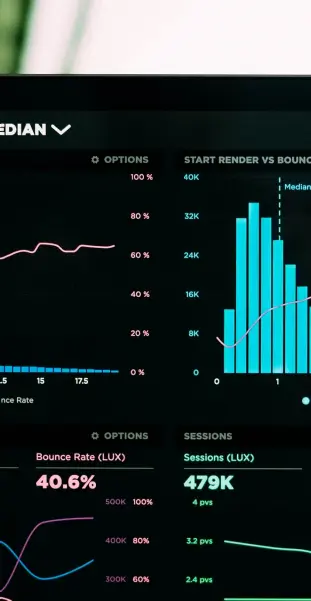 EDIAN
OPTIONS
START RENDER VS BOUNC
100 %
80 %
60 %
40 %
20 %
0 %
.5 15 17.5
nce Rate
40K
32K
24K
16K
8K
0
Median
0 1
OPTIONS
Bounce Rate (LUX)
40.6%
500K 100%
400K 80%
300K 60%
SESSIONS
Sessions (LUX)
479K
4 pvs
3.2 pvs
2.4 pvs